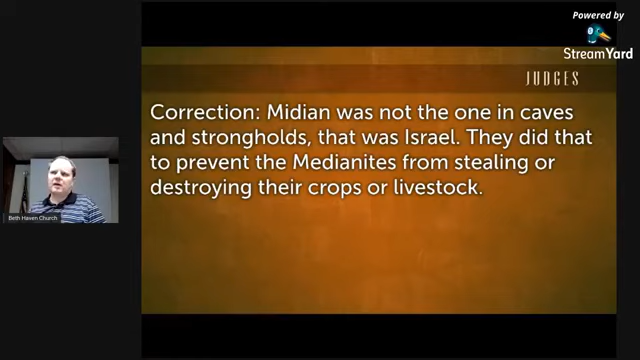 Powered by
StreamYard
JUDGES
Correction: Midian was not the one in caves
and strongholds, that was Israel. They did that
to prevent the Medianites from stealing or
destroying their crops or livestock.
Beth Haven Church